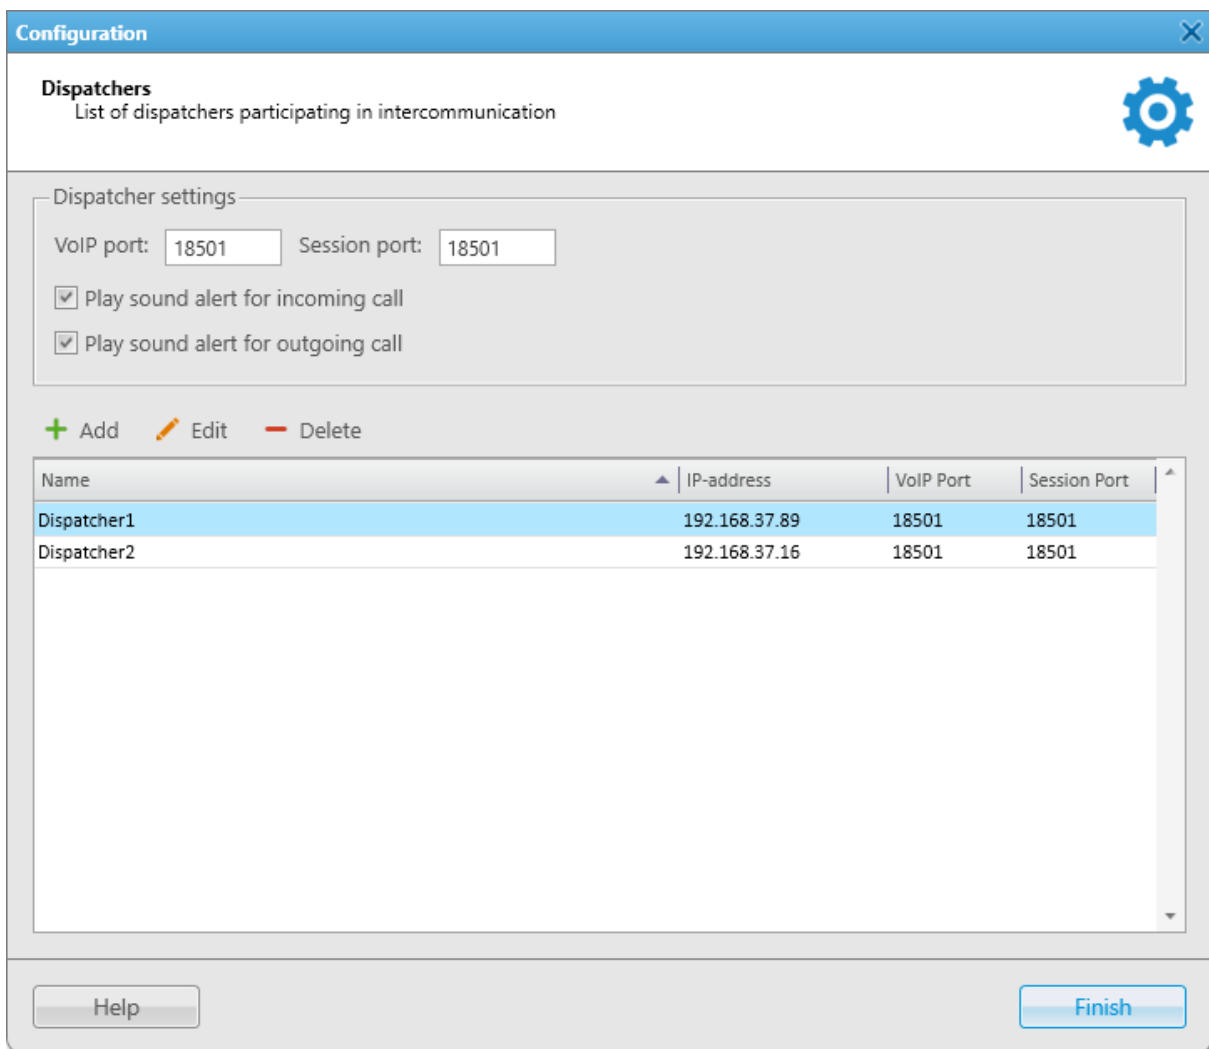 Configuration
Dispatchers
List of dispatchers participating in intercommunication
Dispatcher settings
VoIP port: 18501 Session port: 18501
Play sound alert for incoming call
Play sound alert for outgoing call
Add Edit Delete
Name IP-address VoIP Port Session Port
Dispatcher1 192.168.37.89 18501 18501
Dispatcher2 192.168.37.16 18501 18501
Help Finish